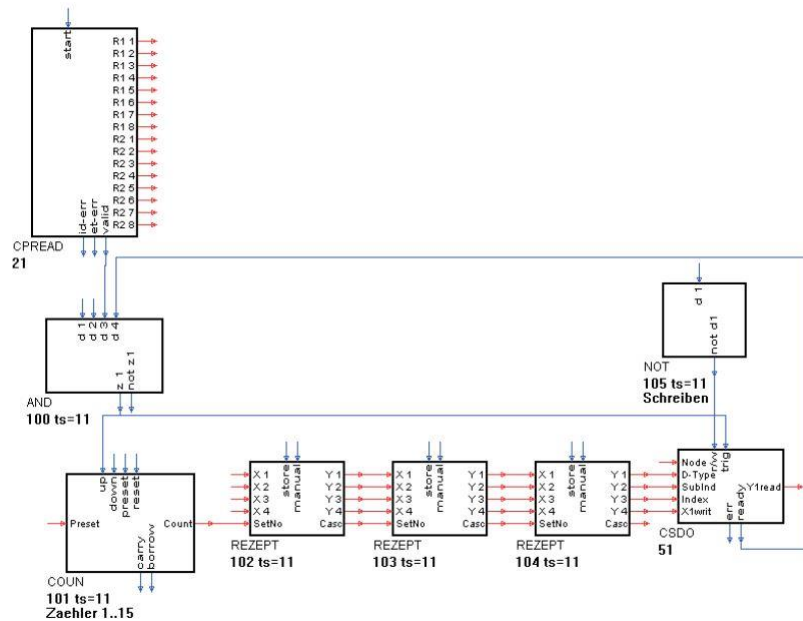 start
R1 1
R1 2
R1 3
R1 4
R1 5
R1 6
R1 7
R1 8
R2 1
R2 2
R2 3
R2 4
R2 5
R2 6
R2 7
R2 8
id-err
et-err
valid
CPREAD
21
d 1
d 2
d 3
d 4
z 1
not z1
AND
100 ts=11
d 1
not d1
NOT
105 ts=11
Schreiben
up
down
preset
reset
Preset
Count
carry
borrow
COUN
101 ts=11
Zaehler 1..15
store
manual
X 1
X 2
X 3
X 4
SetNo
Y 1
Y 2
Y 3
Y 4
Casc
REZEPT
102 ts=11
store
manual
X 1
X 2
X 3
X 4
SetNo
Y 1
Y 2
Y 3
Y 4
Casc
REZEPT
103 ts=11
store
manual
X 1
X 2
X 3
X 4
SetNo
Y 1
Y 2
Y 3
Y 4
Casc
REZEPT
104 ts=11
r/w
trig
Node
D-Type
SubInd
Index
X1writ
Y1read
err
ready
CSDO
51